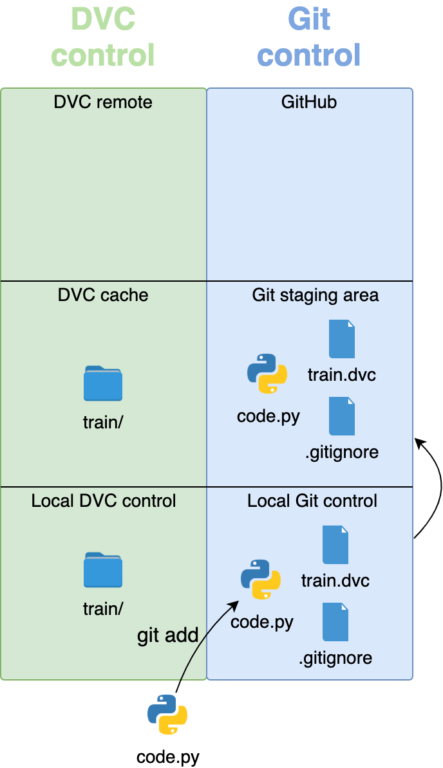 DVC
control
Git
control
DVC remote
GitHub
DVC cache
Git staging area
train/
code.py
train.dvc
.gitignore
Local DVC control
Local Git control
train/
code.py
train.dvc
.gitignore
git add
code.py